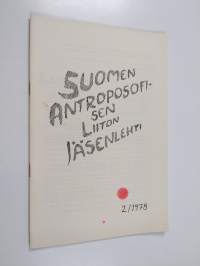 SUOMEN
ANTROPOSOFI-
SEN
LIITON
JÄSENLEHTI
2/1978